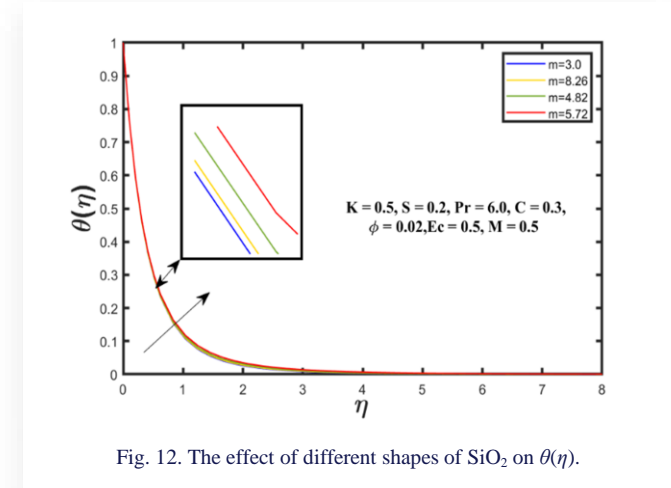 1
0.9
0.8
0.7
0.6
0.5
0.4
0.3
0.2
0.1
0
θ(η)
m=3.0
m=8.26
m=4.82
m=5.72
K = 0.5, S = 0.2, Pr = 6.0, C = 0.3,
ϕ = 0.02,Ec = 0.5, M = 0.5
0 1 2 3 4 5 6 7 8
η
Fig. 12. The effect of different shapes of SiO₂ on θ(η).